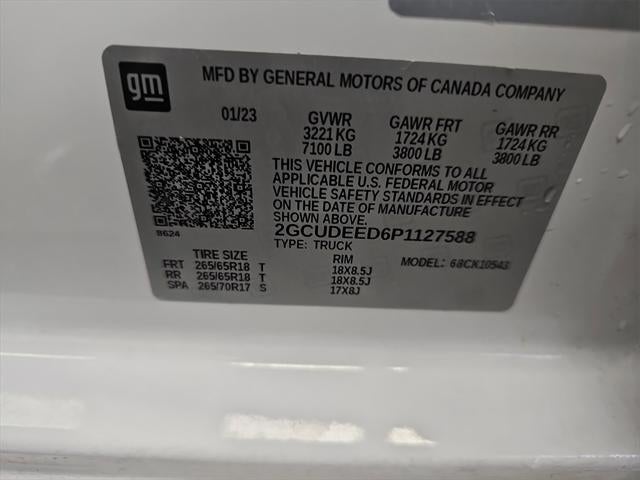 gm
MFD BY GENERAL MOTORS OF CANADA COMPANY
01/23 GVWR GAWR FRT GAWR RR
3221 KG 1724 KG 1724 KG
7100 LB 3800 LB 3800 LB
THIS VEHICLE CONFORMS TO ALL
APPLICABLE U.S. FEDERAL MOTOR
VEHICLE SAFETY STANDARDS IN EFFECT
ON THE DATE OF MANUFACTURE
SHOWN ABOVE.
2GCUDEED6P1127588
TYPE: TRUCK
8624
TIRE SIZE RIM MODEL: 68CK10543
FRT 265/65R18 T 18X8.5J
RR 265/65R18 T 18X8.5J
SPA 265/70R17 S 17X8J